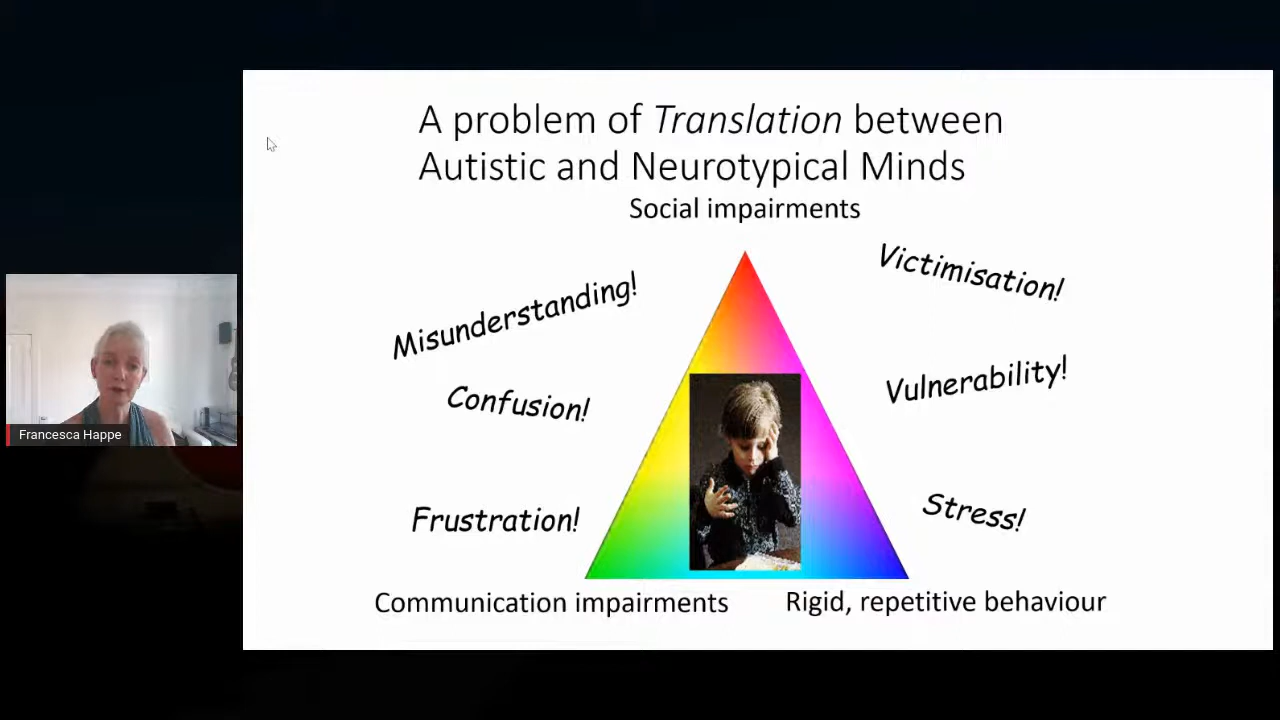 A problem of Translation between
Autistic and Neurotypical Minds
Social impairments
Misunderstanding!
Victimisation!
Confusion!
Vulnerability!
Frustration!
Stress!
Communication impairments
Rigid, repetitive behaviour
Francesca Happe